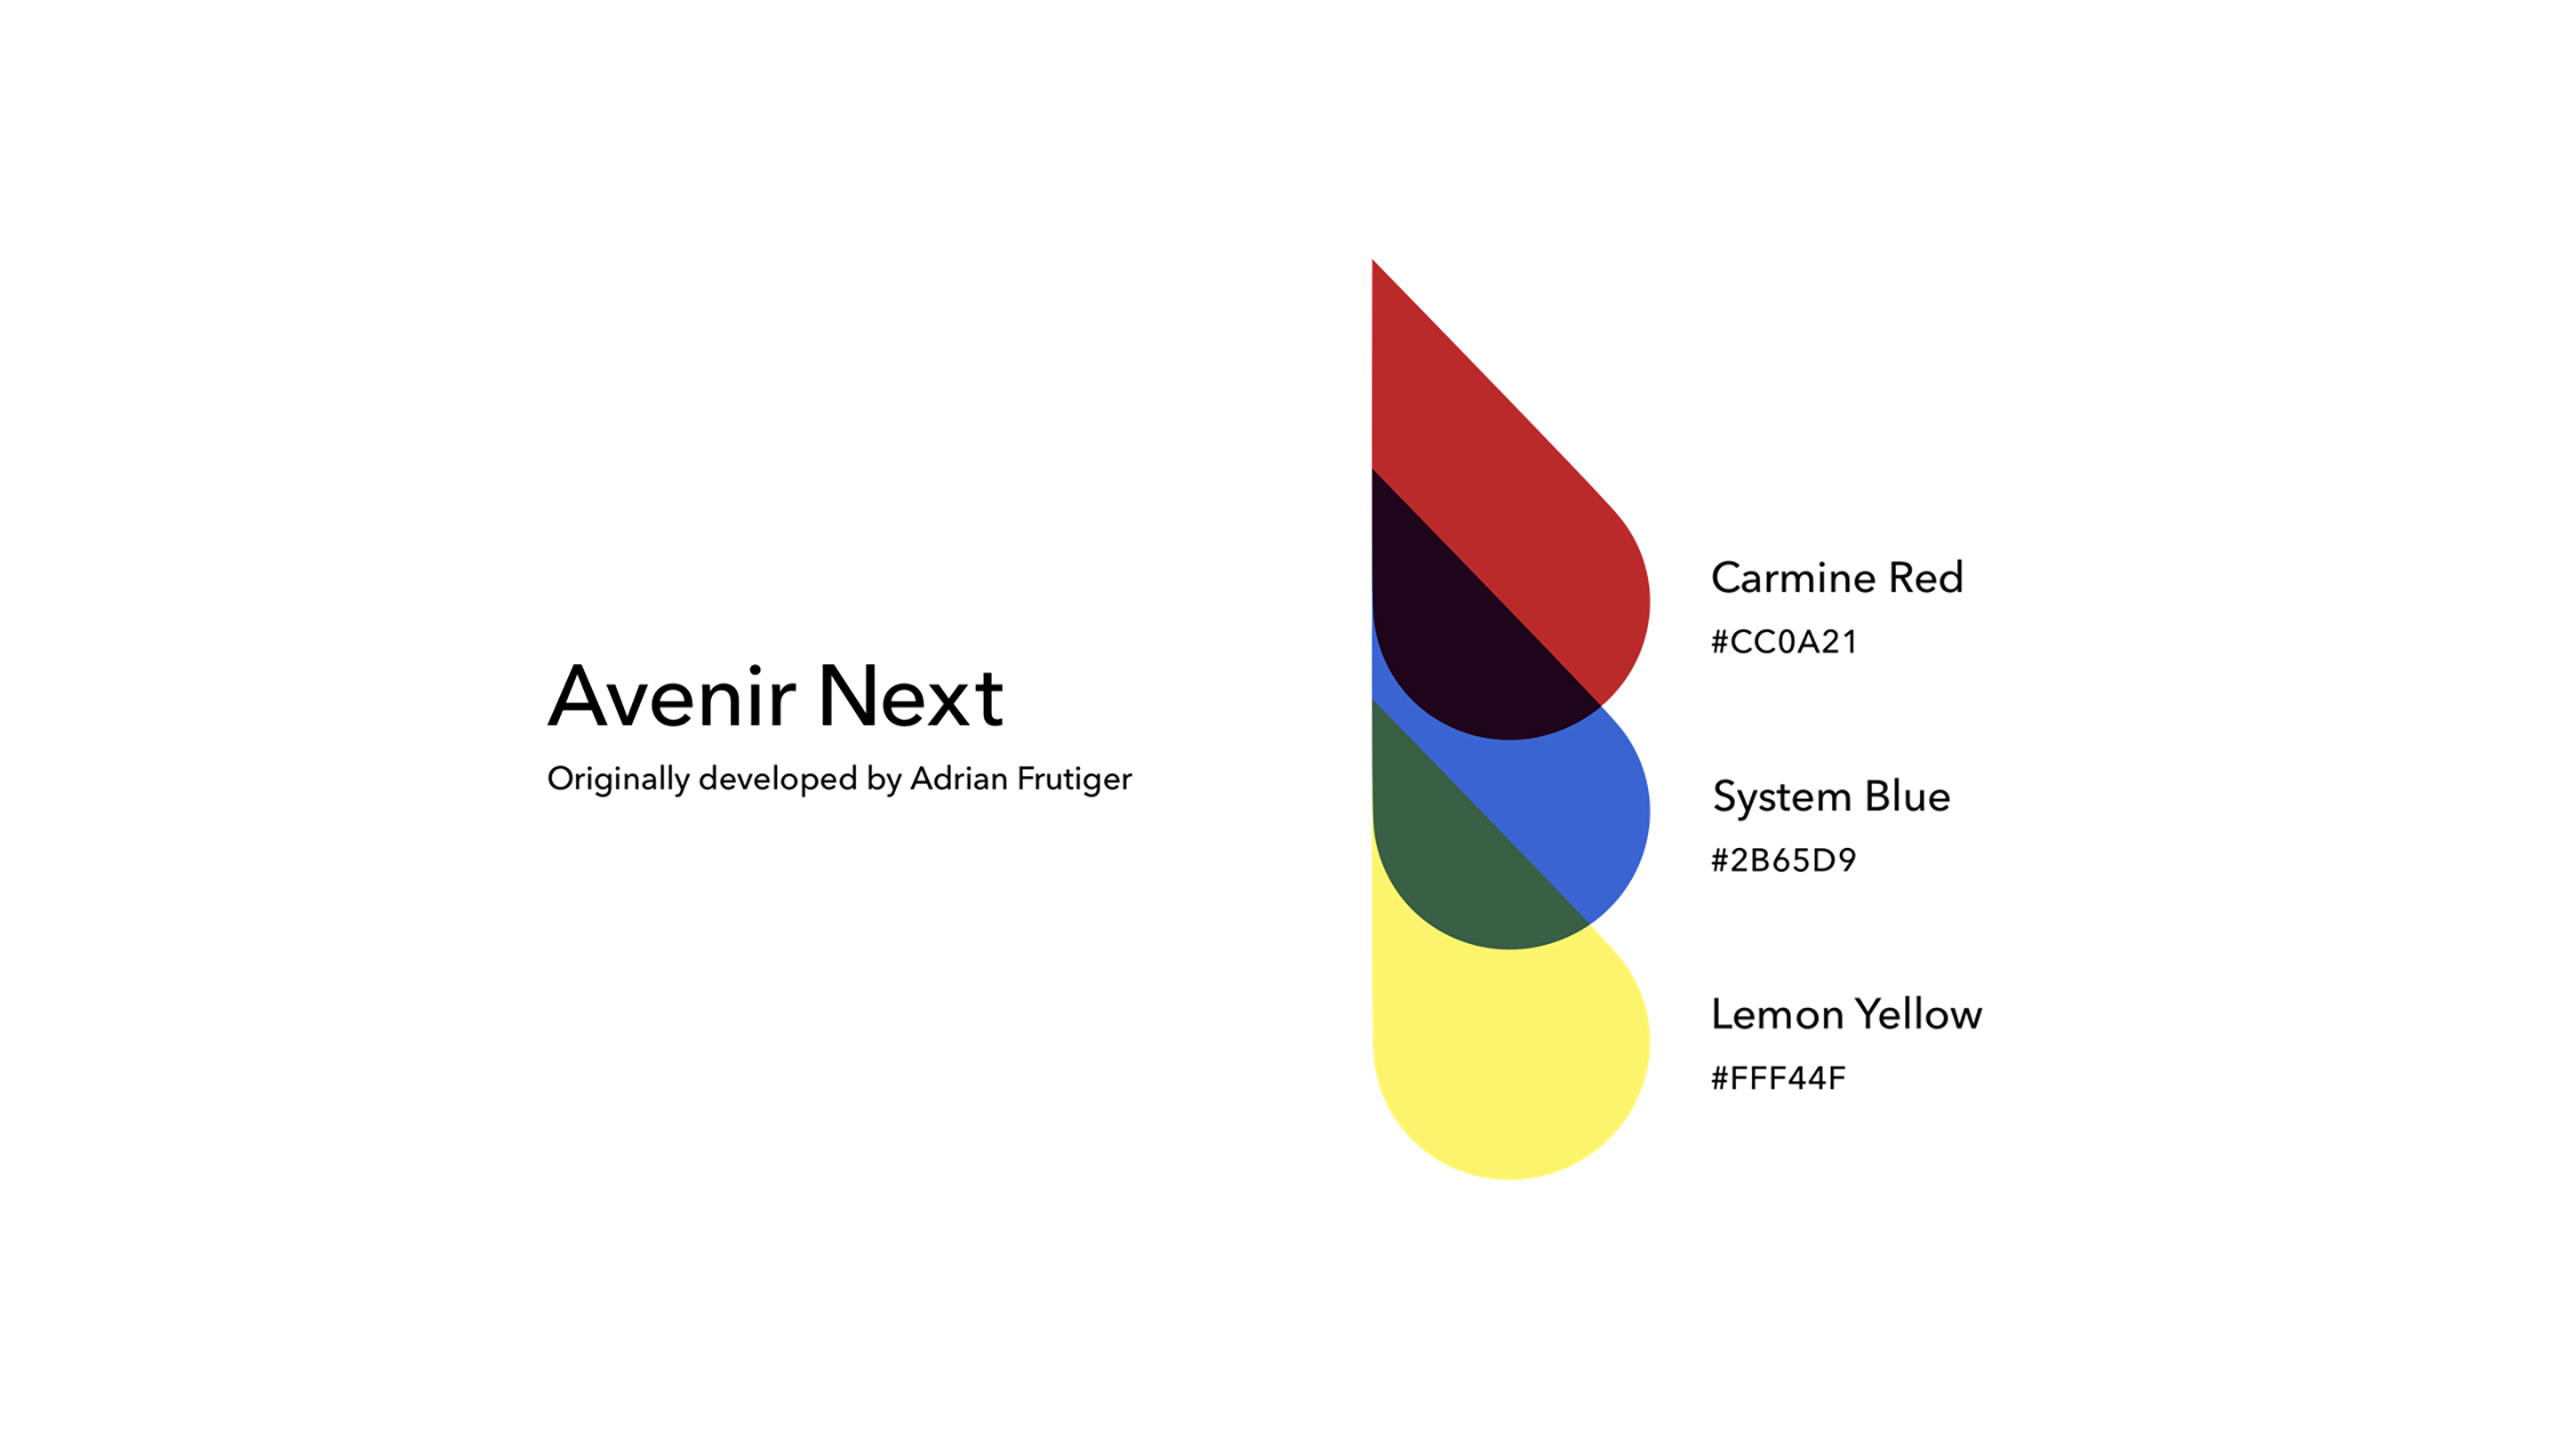 Avenir Next
Originally developed by Adrian Frutiger
Carmine Red
#CC0A21
System Blue
#2B65D9
Lemon Yellow
#FFF44F